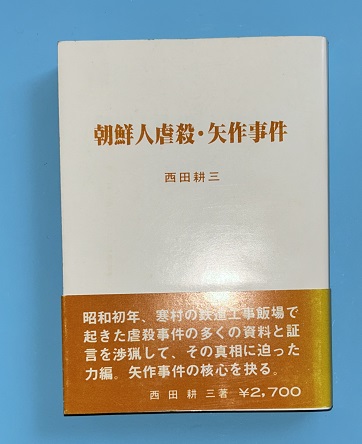 朝鮮人虐殺・矢作事件
西田耕三
昭和初年、寒村の鉄道工事飯場で
起きた虐殺事件の多くの資料と証
言を渉猟して、その真相に迫った
力編。矢作事件の核心を抉る。
西田耕三著 ¥2,700